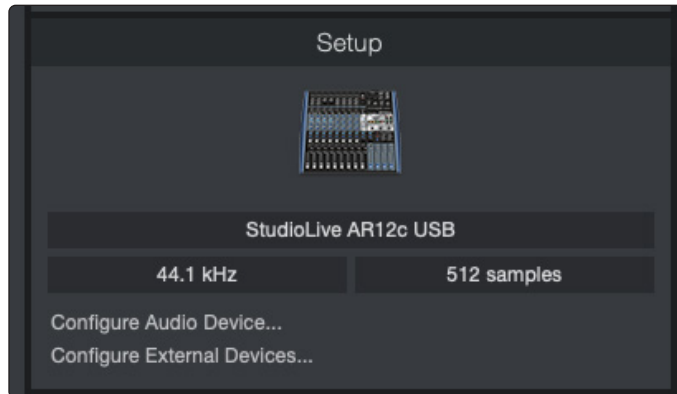 Setup
StudioLive AR12c USB
44.1 kHz 512 samples
Configure Audio Device...
Configure External Devices...